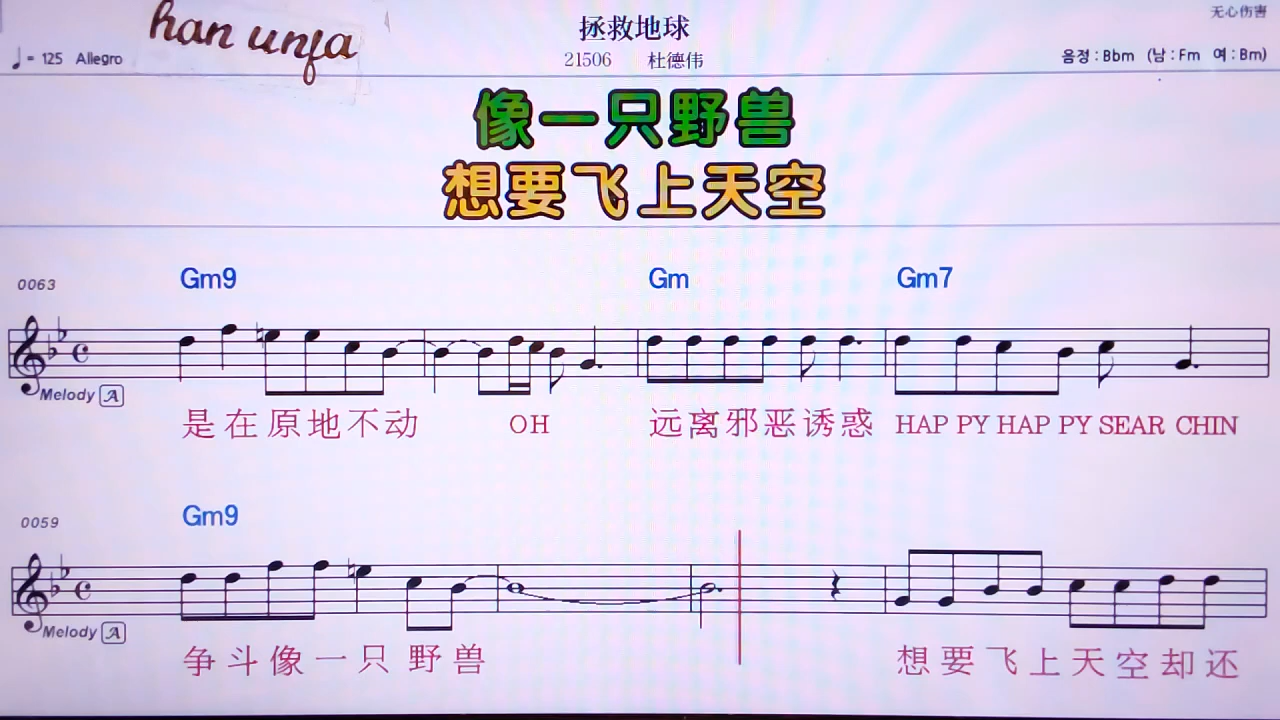 han unfa
拯救地球
无心伤害
♩= 125 Allegro
21506 杜德伟
음정 : Bbm (남 : Fm 여 : Bm)
像一只野兽
想要飞上天空
0063 Gm9 Gm Gm7
Melody A
是在原地不动 OH 远离邪恶诱惑 HAP PY HAP PY SEAR CHIN
0059 Gm9
Melody A
争斗像一只野兽 想要飞上天空却还